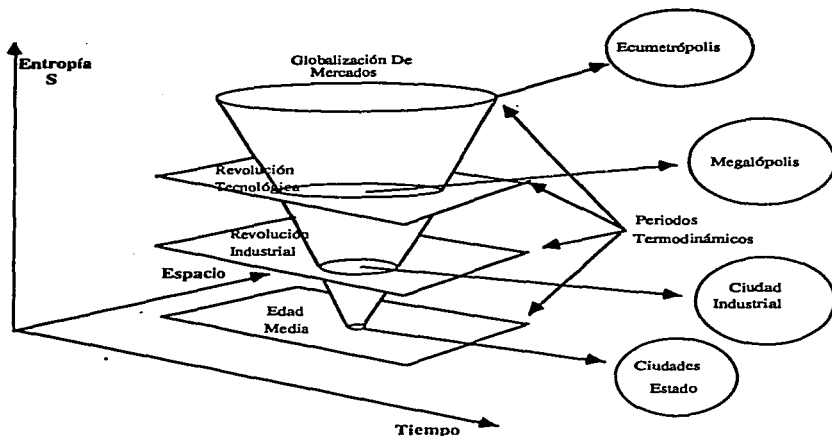 Entropía
S
Globalización De
Mercados
Ecumetrópolis
Revolución
Tecnológica
Megalópolis
Revolución
Industrial
Periodos
Termodinámicos
Espacio
Ciudad
Industrial
Edad
Media
Ciudades
Estado
Tiempo